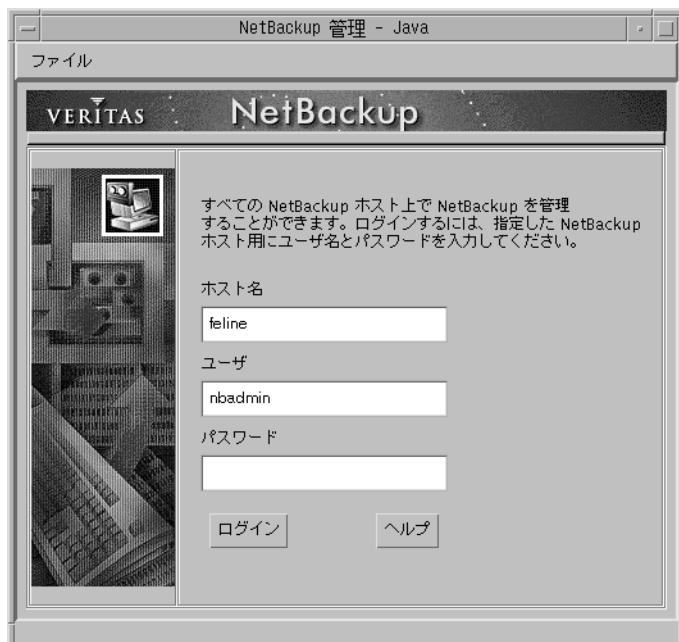 NetBackup 管理 - Java
ファイル
VERITAS NetBackup
すべての NetBackup ホスト上で NetBackup を管理
することができます。ログインするには、指定した NetBackup
ホスト用にユーザ名とパスワードを入力してください。
ホスト名
feline
ユーザ
nbadmin
パスワード
ログイン ヘルプ